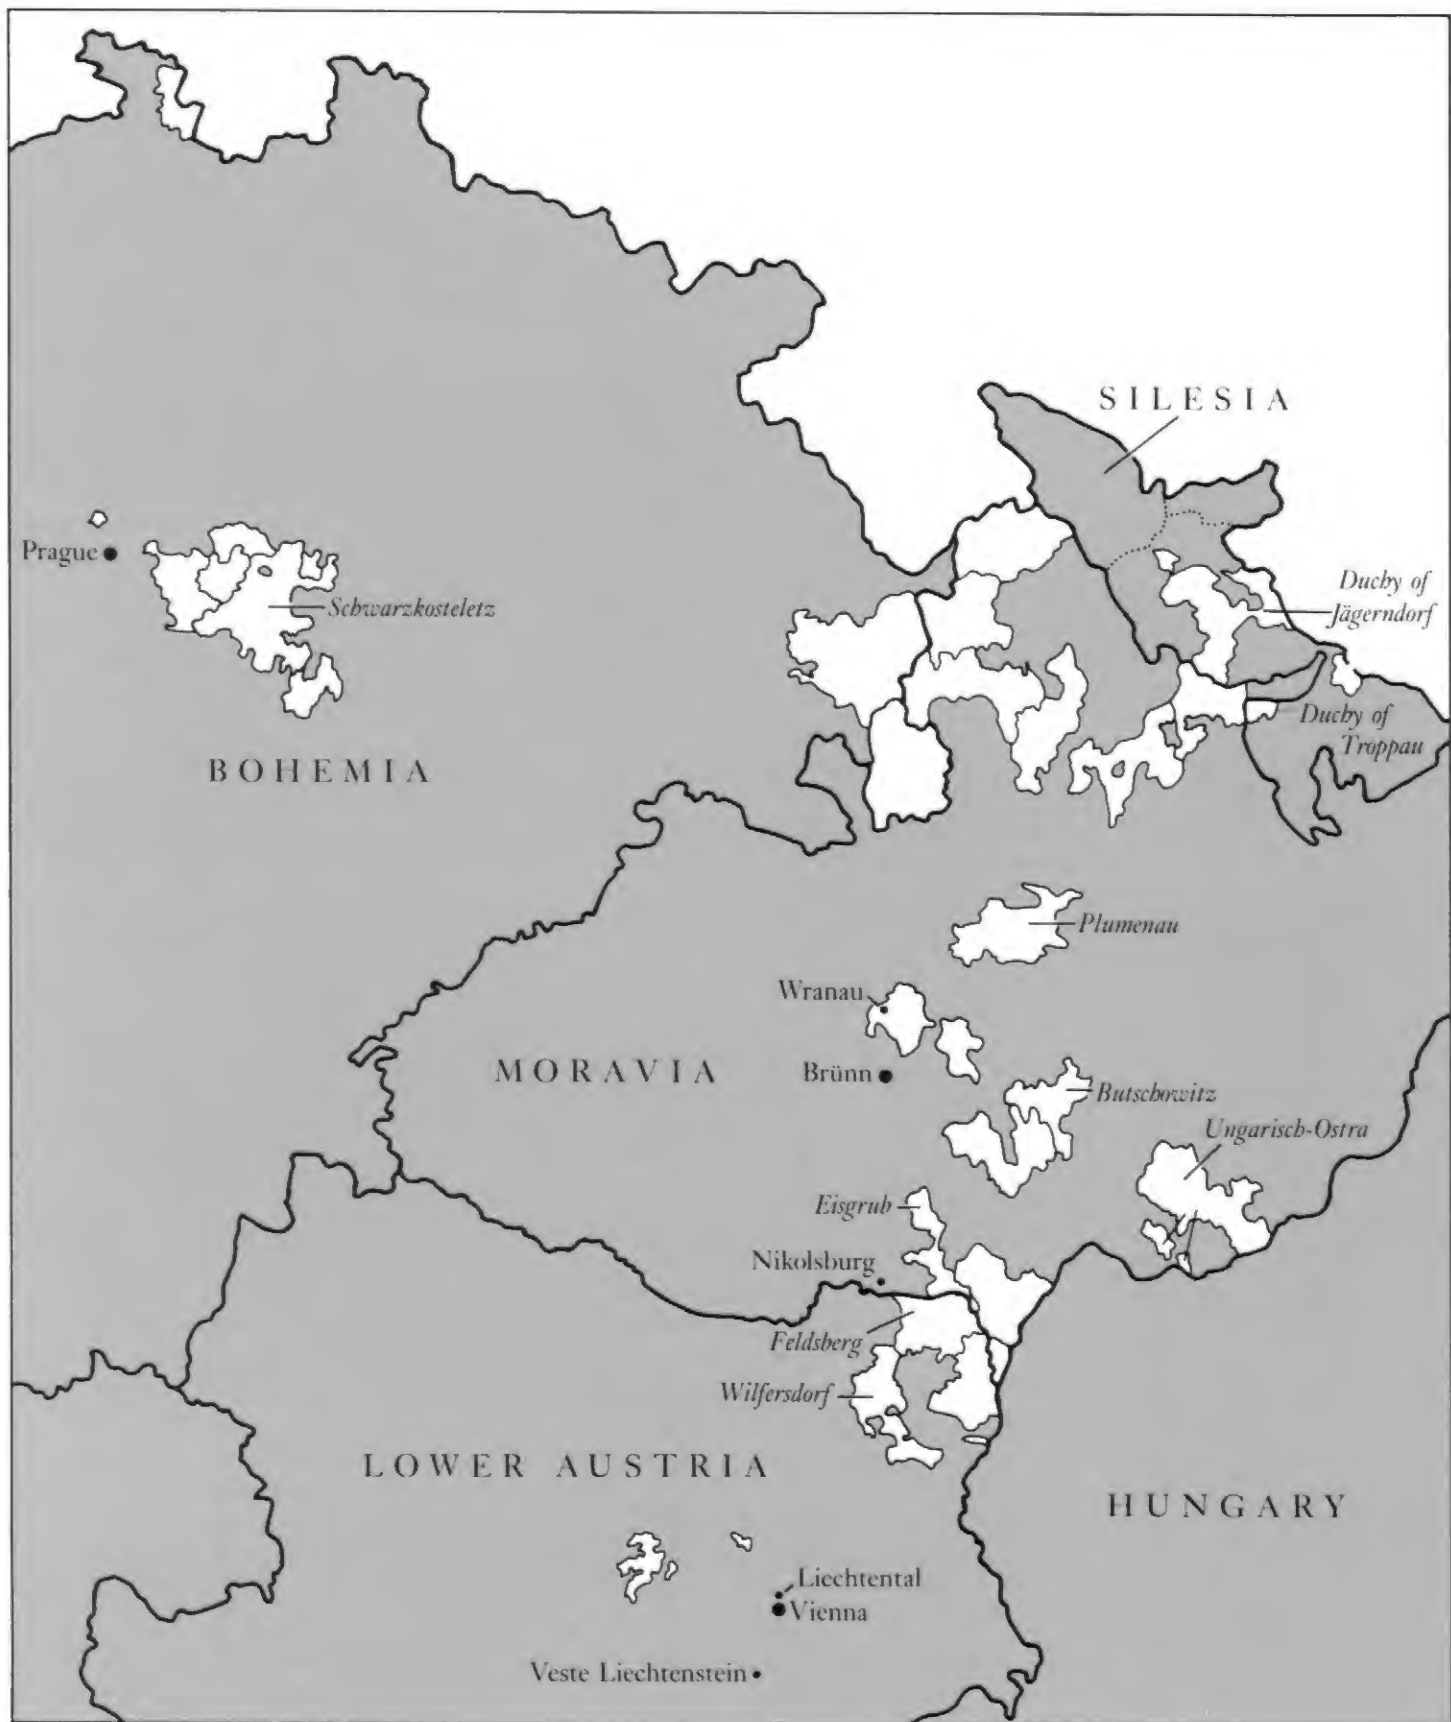 SILESIA
Prague
Schwarzkosteletz
Duchy of
Jägerndorf
Duchy of
Troppau
BOHEMIA
Plumenau
Wranau
MORAVIA
Brünn
Butschowitz
Ungarisch-Ostra
Eisgrub
Nikolsburg
Feldsberg
Wilfersdorf
LOWER AUSTRIA
HUNGARY
Liechtental
Vienna
Veste Liechtenstein